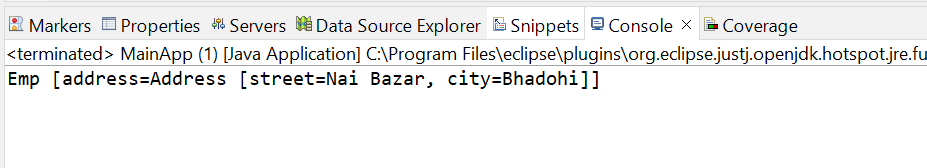 Markers Properties Servers Data Source Explorer Snippets Console Coverage
<terminated> MainApp (1) [Java Application] C:\Program Files\eclipse\plugins\org.eclipse.justj.openjdk.hotspot.jre.fu
Emp [address=Address [street=Nai Bazar, city=Bhadohi]]